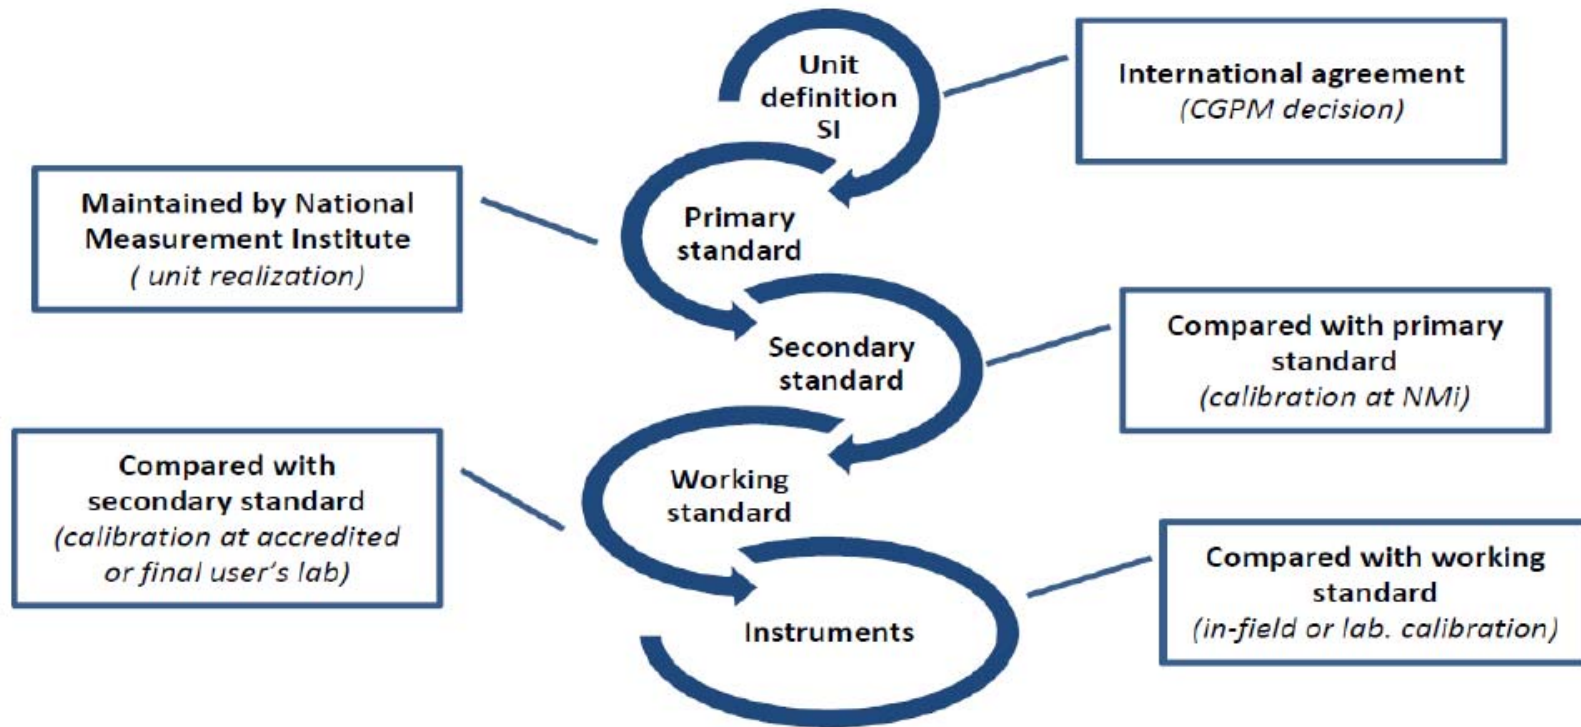 Unit
definition
SI
International agreement
(CGPM decision)
Primary
standard
Maintained by National
Measurement Institute
( unit realization)
Secondary
standard
Compared with primary
standard
(calibration at NMi)
Working
standard
Compared with
secondary standard
(calibration at accredited
or final user's lab)
Instruments
Compared with working
standard
(in-field or lab. calibration)